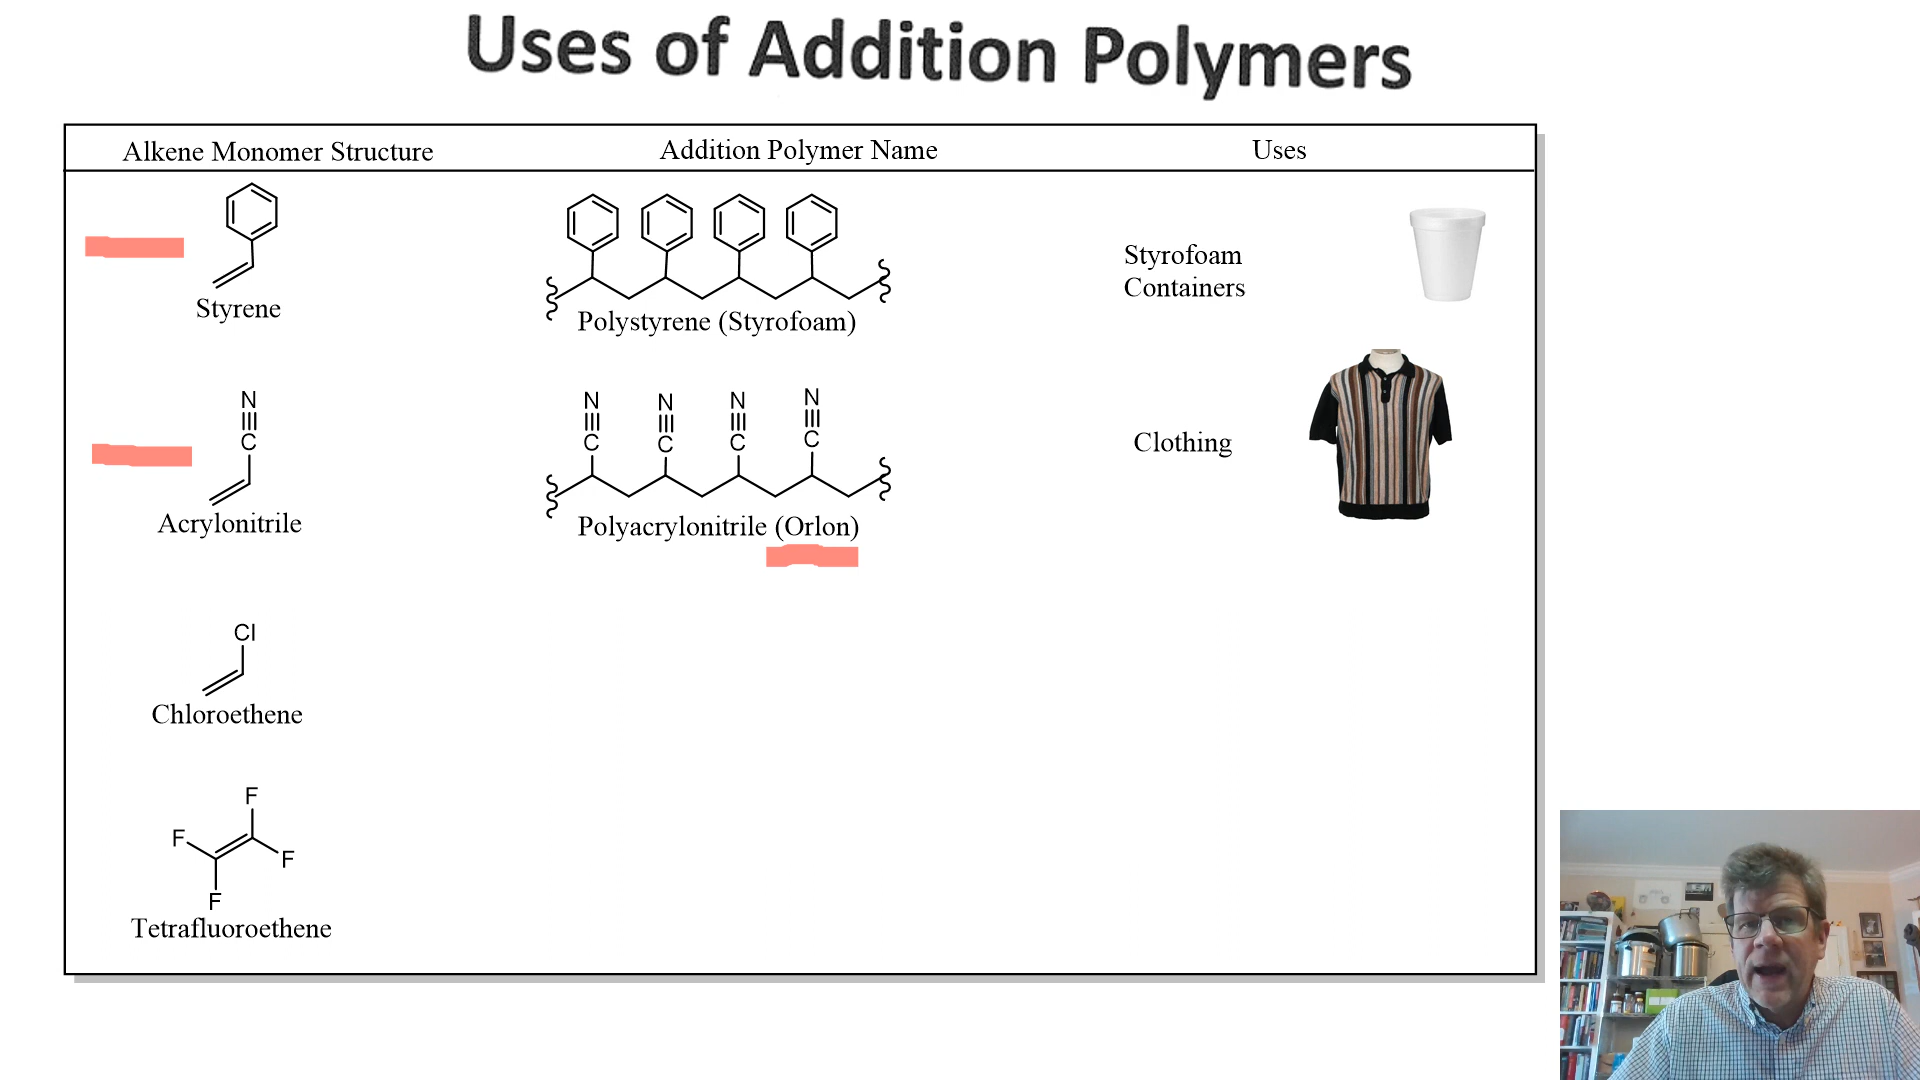 Uses of Addition Polymers
Alkene Monomer Structure
Addition Polymer Name
Uses
Styrene
Polystyrene (Styrofoam)
Styrofoam
Containers
N
C
Acrylonitrile
N N N N
C C C C
Polyacrylonitrile (Orlon)
Clothing
Cl
Chloroethene
F
F
F
F
Tetrafluoroethene